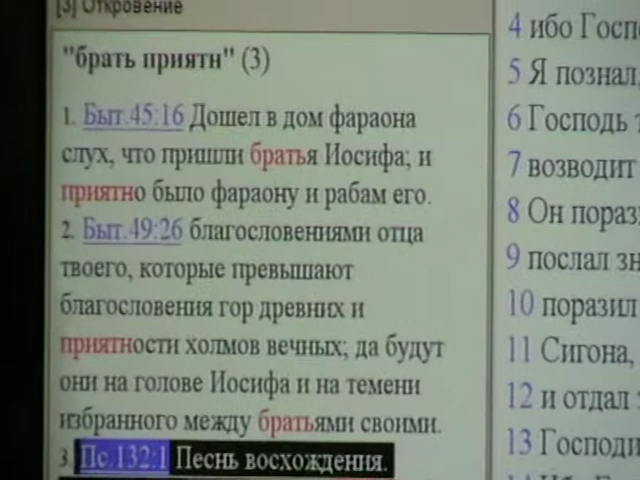 [3] Откровение
"брать приятн" (3)
1. Быт.45:16 Дошел в дом фараона
слух, что пришли братья Иосифа; и
приятно было фараону и рабам его.
2. Быт.49:26 благословениями отца
твоего, которые превышают
благословения гор древних и
приятности холмов вечных; да будут
они на голове Иосифа и на темени
избранного между братьями своими.
3. Пс.132:1 Песнь восхождения.
4 ибо Госп
5 Я познал,
6 Господь т
7 возводит
8 Он порази
9 послал зн
10 поразил
11 Сигона,
12 и отдал
13 Господи